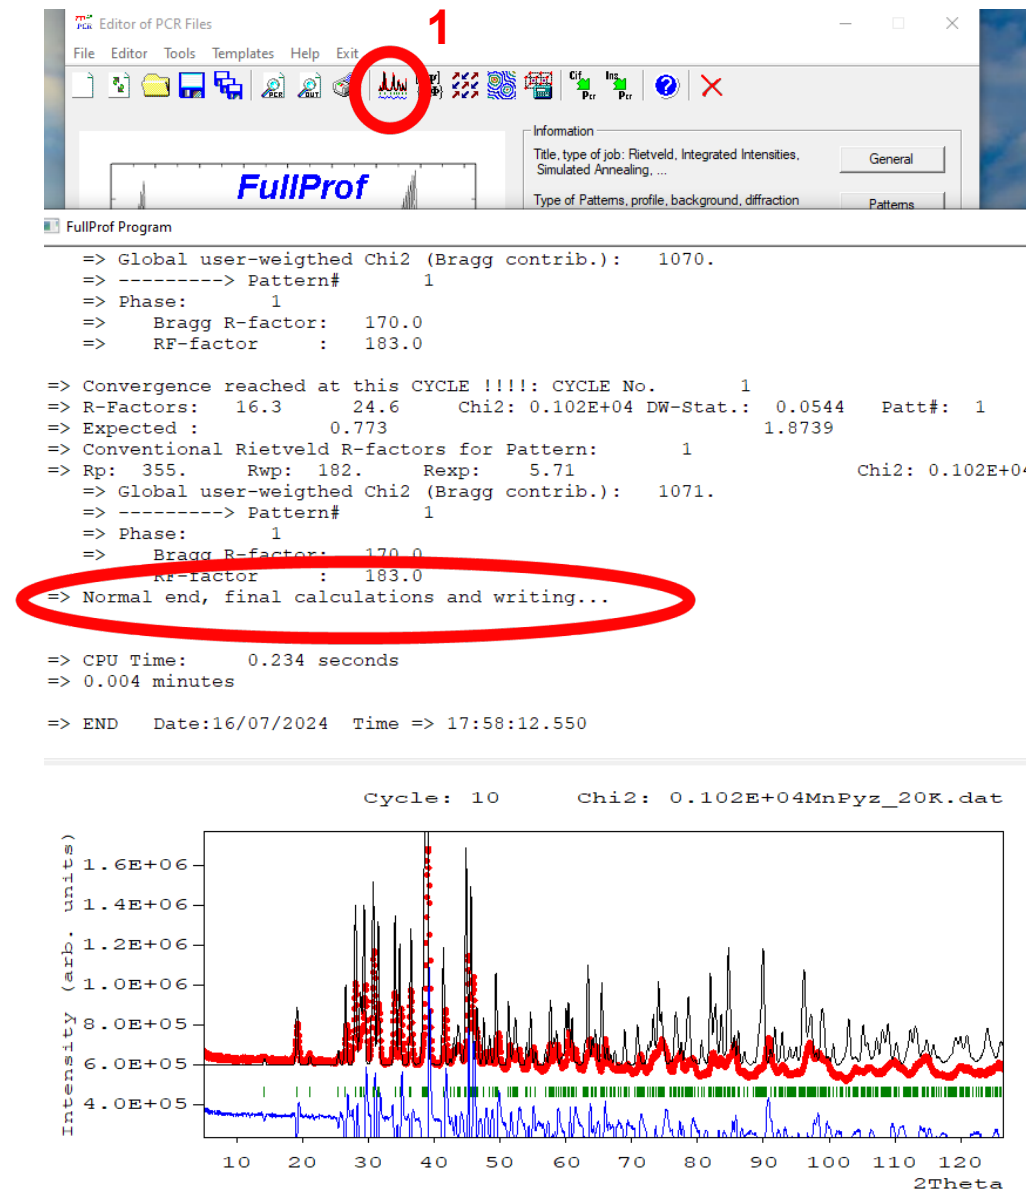 1
PCR Editor of PCR Files
File Editor Tools Templates Help Exit
PCR OUT Cif Pcr Ins Pcr
Information
Title, type of job: Rietveld, Integrated Intensities,
Simulated Annealing, ...
General
FullProf
Type of Patterns, profile, background, diffraction
Patterns
FullProf Program
=> Global user-weigthed Chi2 (Bragg contrib.): 1070.
=> ---------> Pattern# 1
=> Phase: 1
=> Bragg R-factor: 170.0
=> RF-factor : 183.0
=> Convergence reached at this CYCLE !!!!: CYCLE No. 1
=> R-Factors: 16.3 24.6 Chi2: 0.102E+04 DW-Stat.: 0.0544 Patt#: 1
=> Expected : 0.773 1.8739
=> Conventional Rietveld R-factors for Pattern: 1
=> Rp: 355. Rwp: 182. Rexp: 5.71 Chi2: 0.102E+04
=> Global user-weigthed Chi2 (Bragg contrib.): 1071.
=> ---------> Pattern# 1
=> Phase: 1
=> Bragg R-factor: 170.0
RF-factor : 183.0
=> Normal end, final calculations and writing...
=> CPU Time: 0.234 seconds
=> 0.004 minutes
=> END Date:16/07/2024 Time => 17:58:12.550
Cycle: 10 Chi2: 0.102E+04MnPyz_20K.dat
Intensity (arb. units)
1.6E+06
1.4E+06
1.2E+06
1.0E+06
8.0E+05
6.0E+05
4.0E+05
10 20 30 40 50 60 70 80 90 100 110 120
2Theta